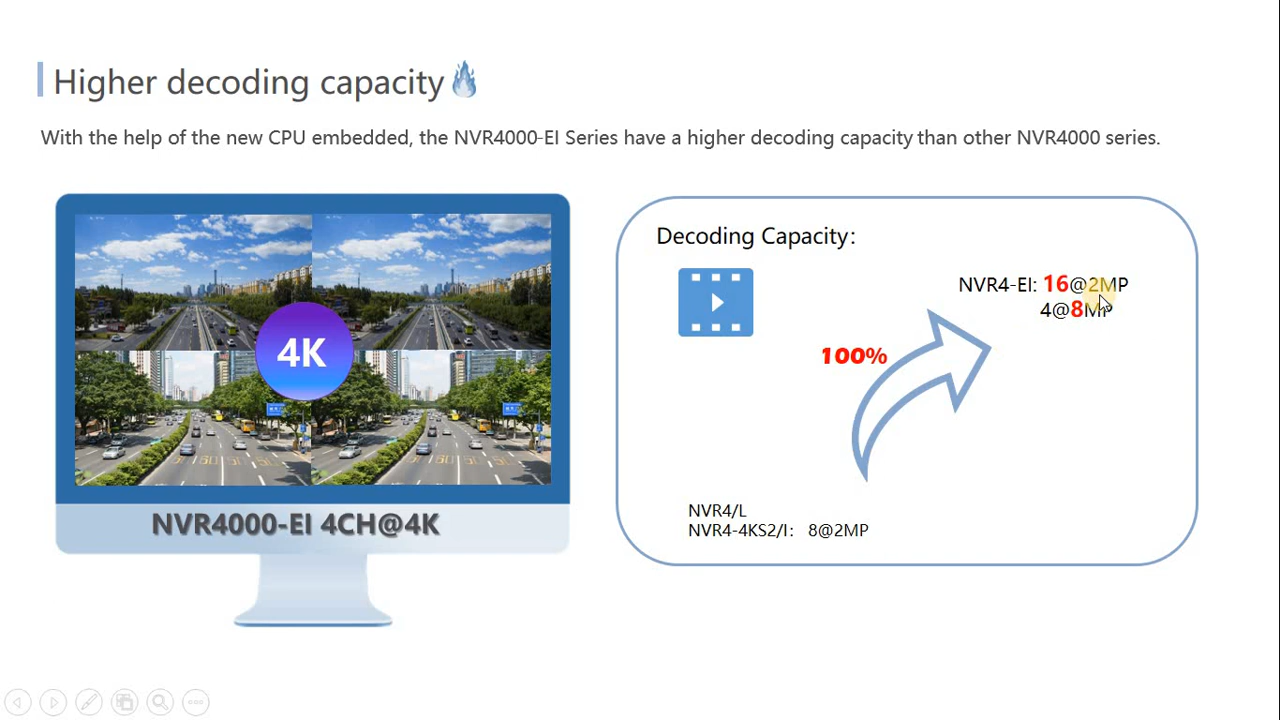 Higher decoding capacity
With the help of the new CPU embedded, the NVR4000-EI Series have a higher decoding capacity than other NVR4000 series.
4K
NVR4000-EI 4CH@4K
Decoding Capacity:
NVR4-EI: 16@2MP
4@8MP
100%
NVR4/L
NVR4-4KS2/I: 8@2MP